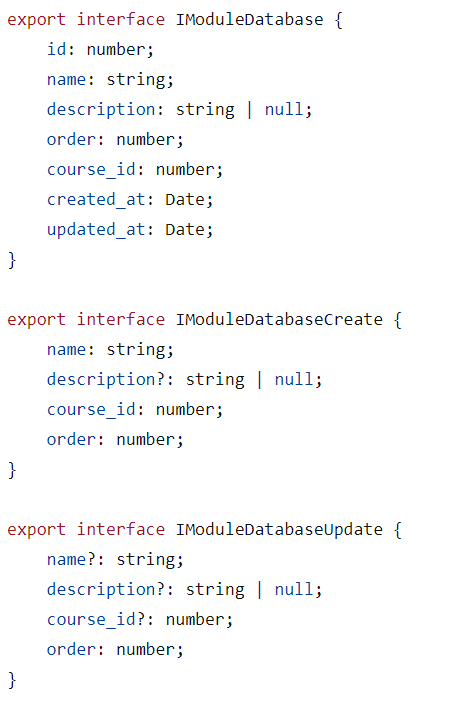 export interface IModuleDatabase {
    id: number;
    name: string;
    description: string | null;
    order: number;
    course_id: number;
    created_at: Date;
    updated_at: Date;
}

export interface IModuleDatabaseCreate {
    name: string;
    description?: string | null;
    course_id: number;
    order: number;
}

export interface IModuleDatabaseUpdate {
    name?: string;
    description?: string | null;
    course_id?: number;
    order: number;
}